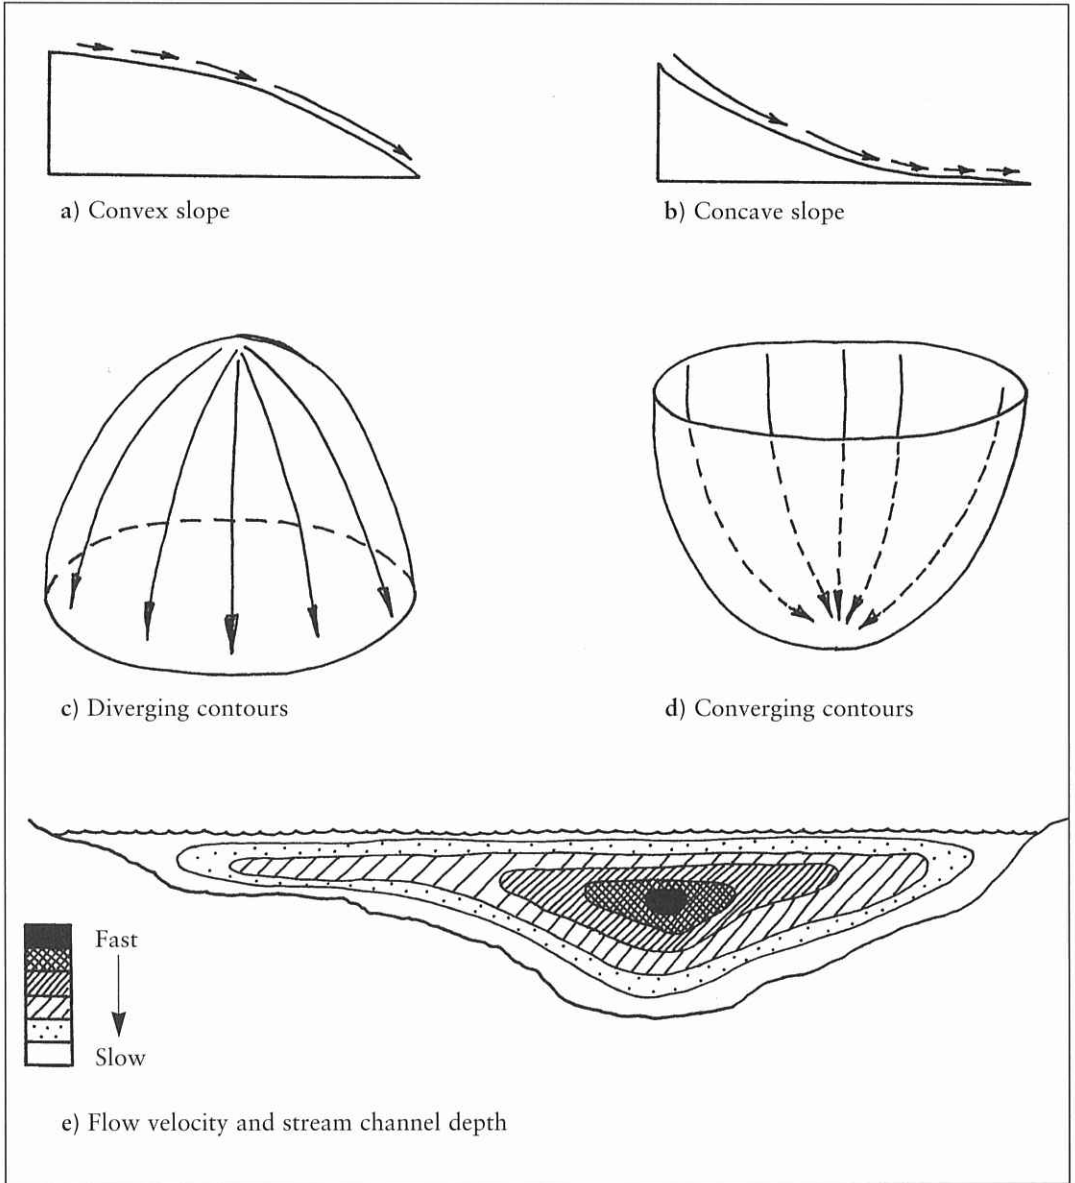 a) Convex slope
b) Concave slope
c) Diverging contours
d) Converging contours
Fast
Slow
e) Flow velocity and stream channel depth